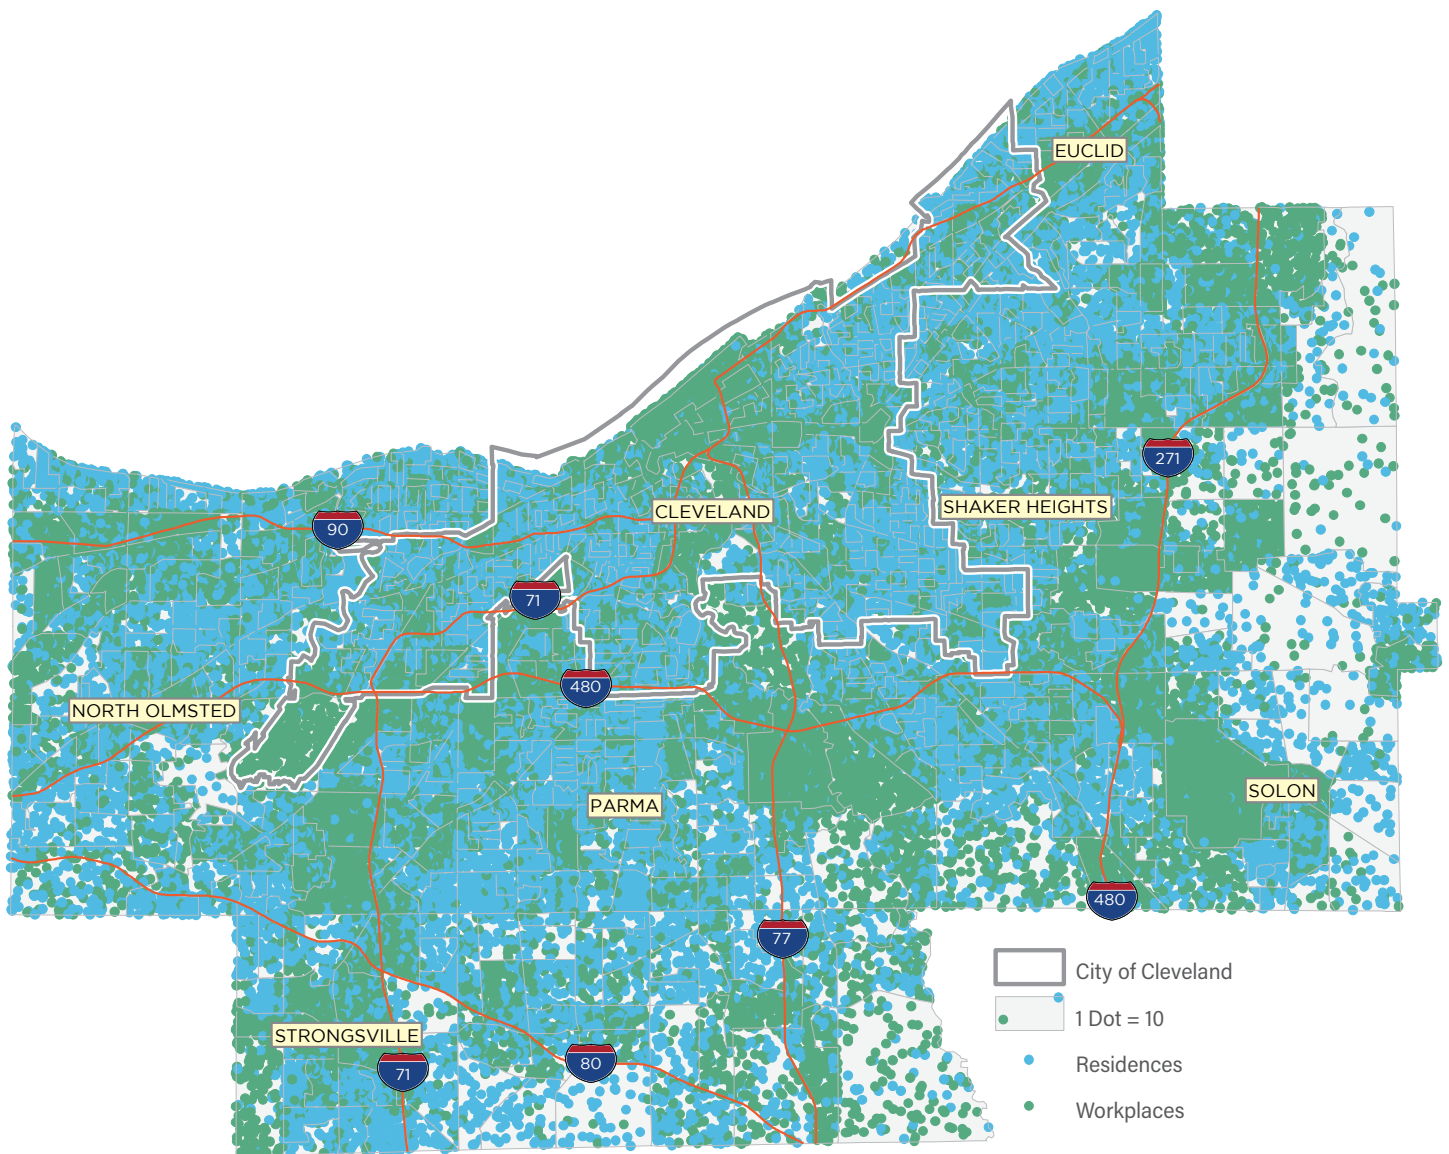 EUCLID
271
CLEVELAND
SHAKER HEIGHTS
90
71
480
NORTH OLMSTED
PARMA
SOLON
480
77
STRONGSVILLE
71
80
City of Cleveland
1 Dot = 10
Residences
Workplaces